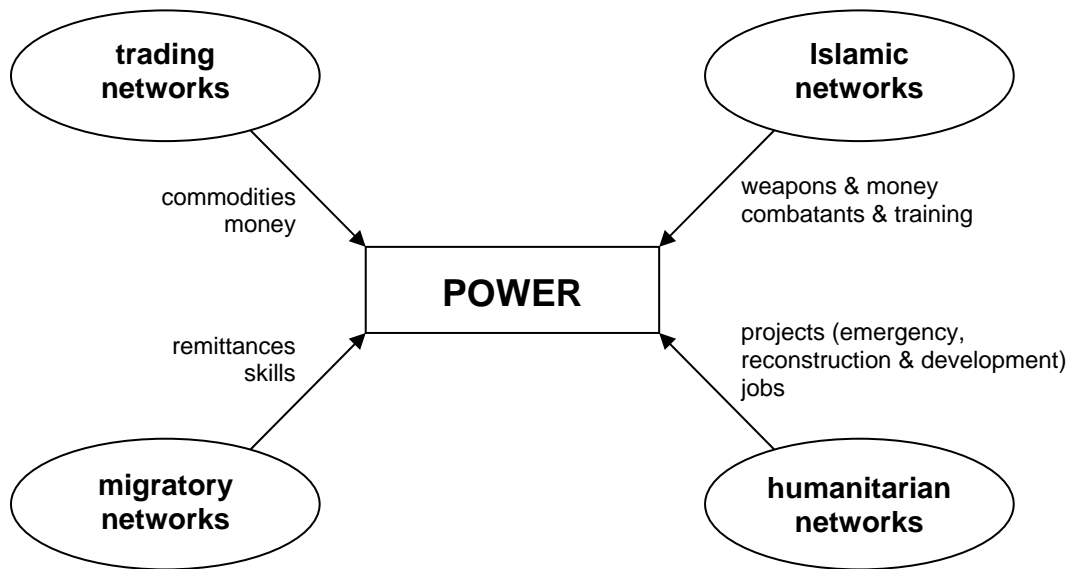 trading
networks
Islamic
networks
commodities
money
weapons & money
combatants & training
POWER
remittances
skills
projects (emergency,
reconstruction & development)
jobs
migratory
networks
humanitarian
networks